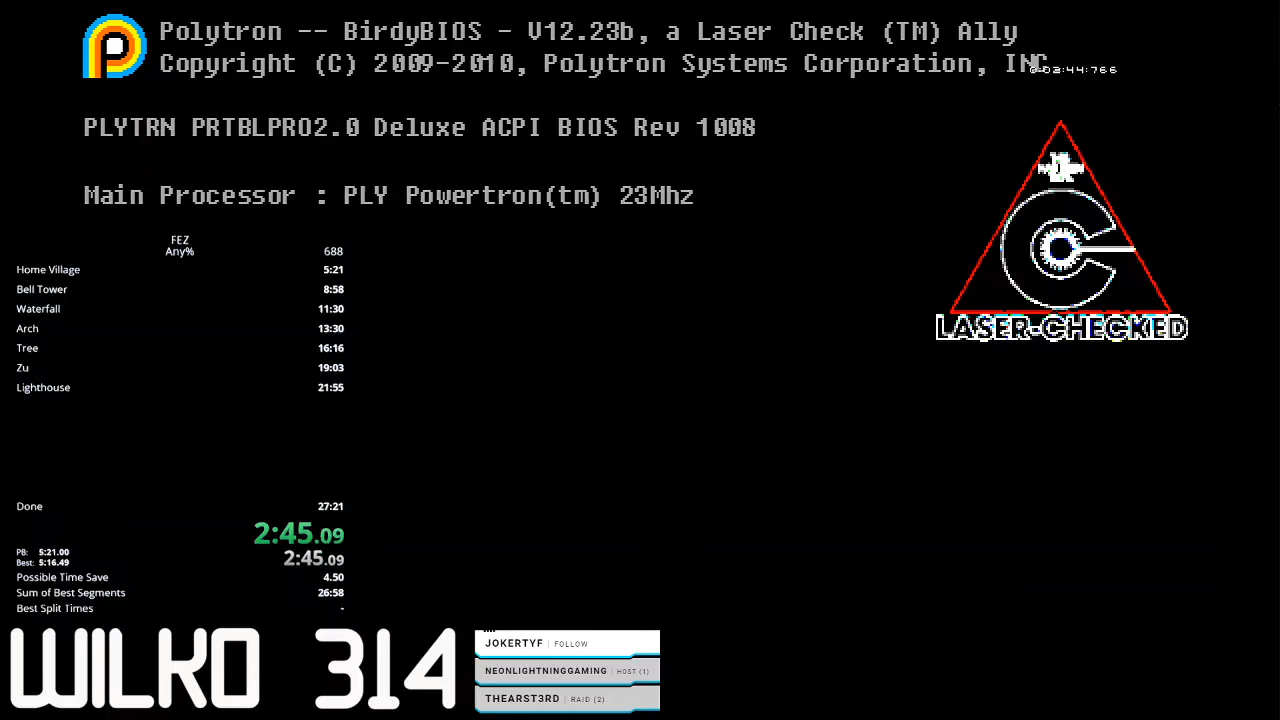 Polytron -- BirdyBIOS - V12.23b, a Laser Check (TM) Ally
Copyright (C) 2009-2010, Polytron Systems Corporation, INC
0:02:44:766
PLYTRN PRTBLPRO2.0 Deluxe ACPI BIOS Rev 1008
Main Processor : PLY Powertron(tm) 23Mhz
LASER-CHECKED
FEZ
Any% 688
Home Village 5:21
Bell Tower 8:58
Waterfall 11:30
Arch 13:30
Tree 16:16
Zu 19:03
Lighthouse 21:55
Done 27:21
2:45.09
PB: 5:21.00
Best: 5:16.49
2:45.09
Possible Time Save 4.50
Sum of Best Segments 26:58
Best Split Times -
WILKO 314
JOKERTYF | FOLLOW
NEONLIGHTNINGGAMING | HOST (1)
THEARST3RD | RAID (2)